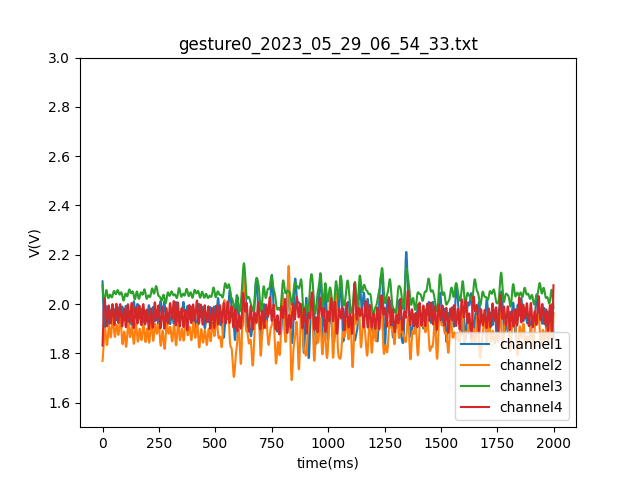 gesture0_2023_05_29_06_54_33.txt
V(V)
3.0
2.8
2.6
2.4
2.2
2.0
1.8
1.6
channel1
channel2
channel3
channel4
0 250 500 750 1000 1250 1500 1750 2000
time(ms)